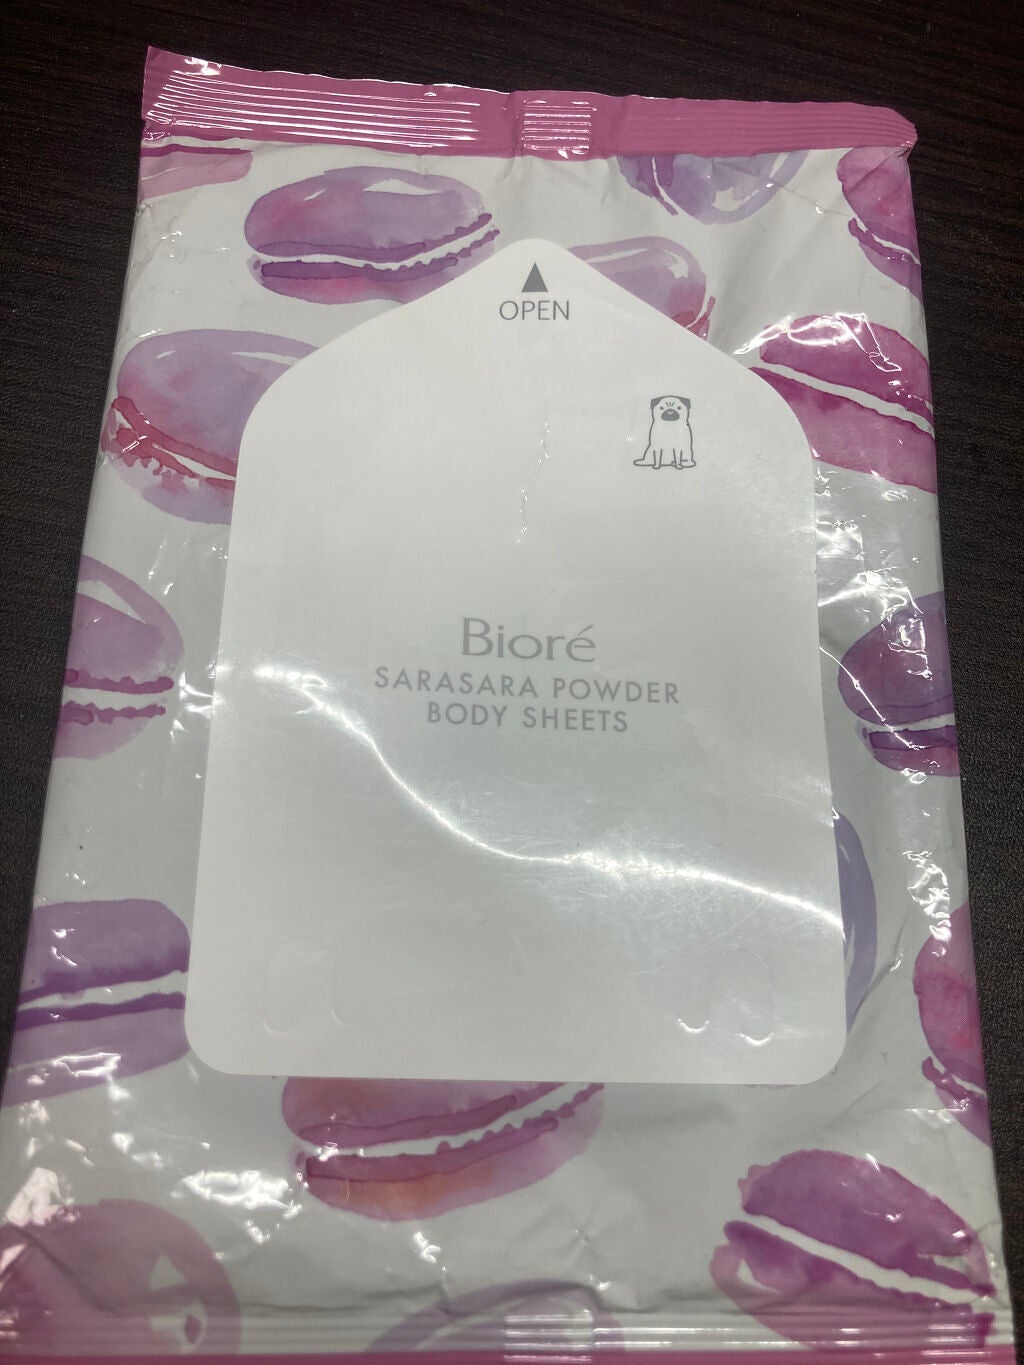 OPEN
Bioré
SARASARA POWDER
BODY SHEETS